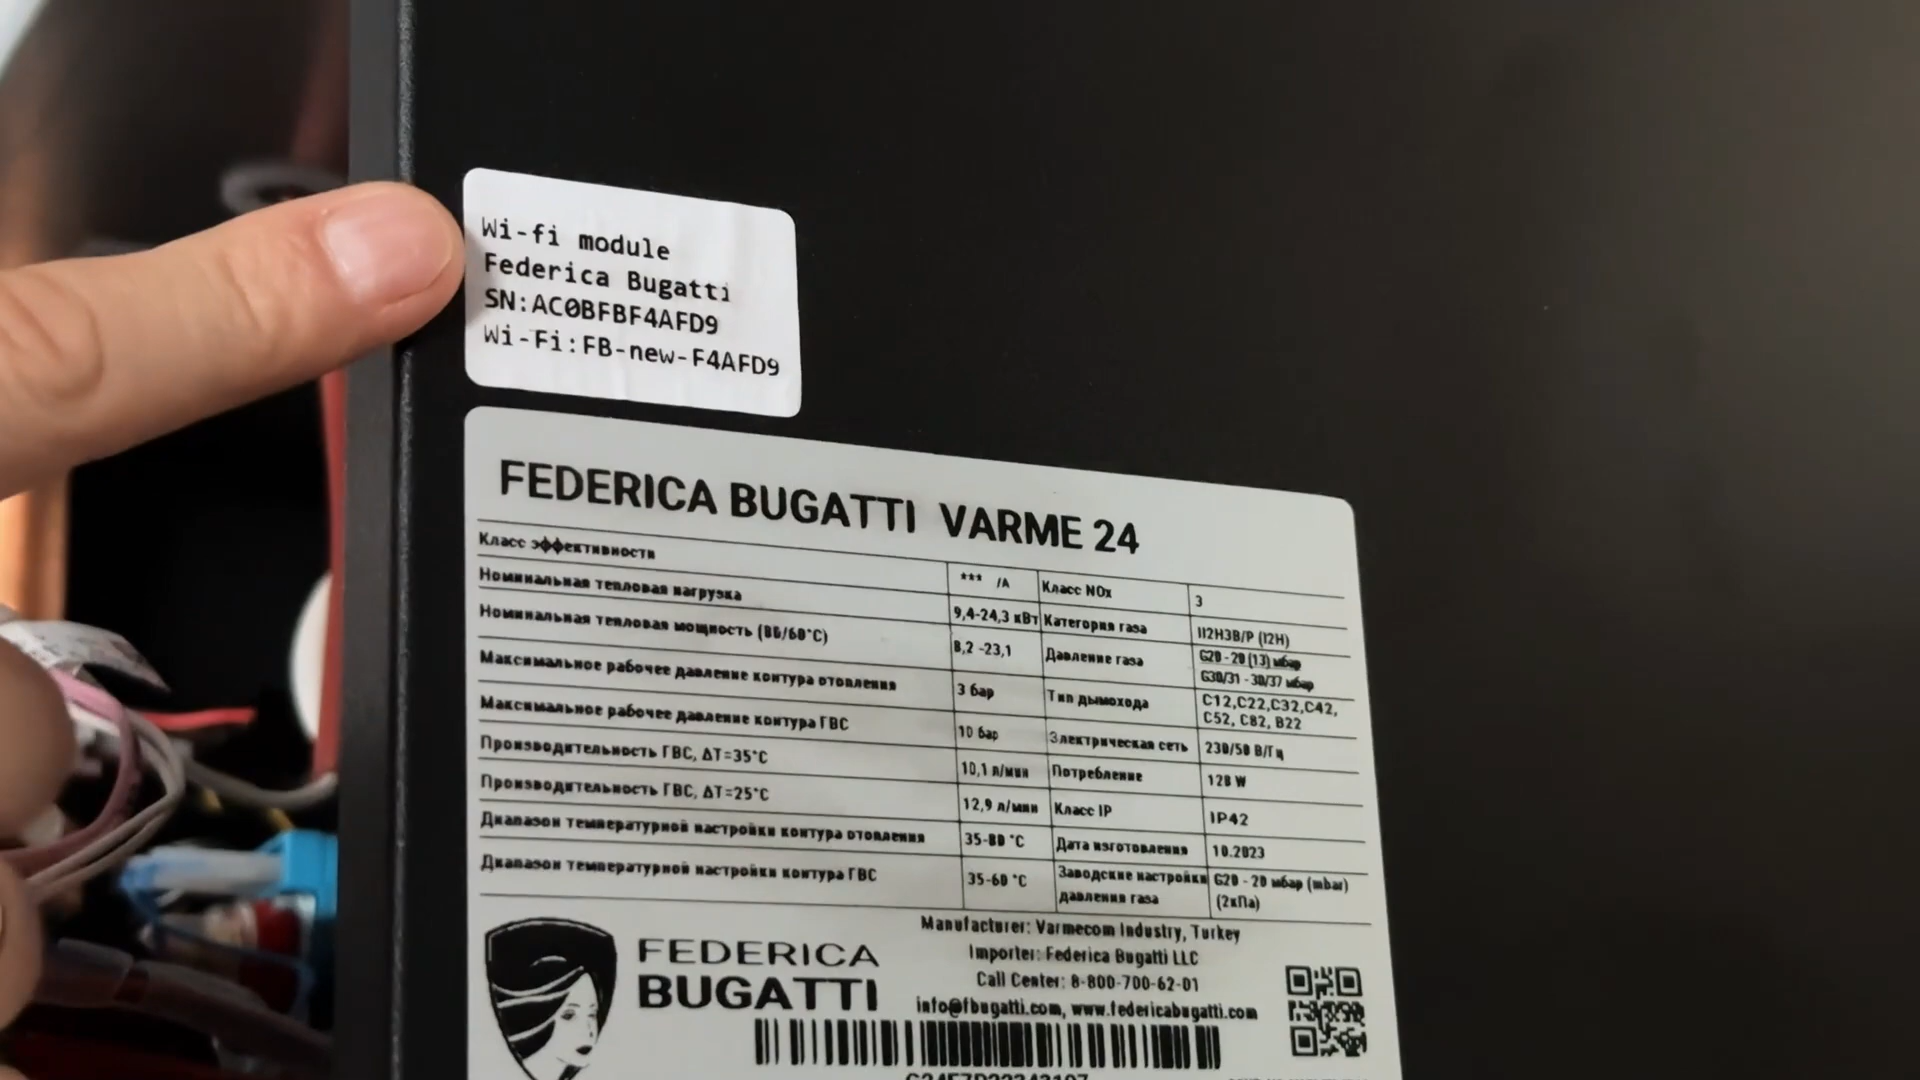 Wi-fi module
Federica Bugatti
SN:AC0BFBF4AFD9
Wi-Fi:FB-new-F4AFD9
FEDERICA BUGATTI VARME 24
Класс эффективности *** /A Класс NOx 3
Номинальная тепловая нагрузка 9,4-24,3 кВт Категория газа II2H3B/P (I2H)
Номинальная тепловая мощность (80/60°C) 8,2 -23,1 Давление газа G20 - 20 (13) мбар
G30/31 - 30/37 мбар
Максимальное рабочее давление контура отопления 3 бар Тип дымохода C12,C22,C32,C42,
C52, C82, B22
Максимальное рабочее давление контура ГВС 10 бар Электрическая сеть 230/50 В/Гц
Производительность ГВС, ΔT=35°C 10,1 л/мин Потребление 128 W
Производительность ГВС, ΔT=25°C 12,9 л/мин Класс IP IP42
Диапазон температурной настройки контура отопления 35-80 °C Дата изготовления 10.2023
Диапазон температурной настройки контура ГВС 35-60 °C Заводские настройки давления газа G20 - 20 мбар (mbar)
(2кПа)
FEDERICA
BUGATTI
Manufacturer: Varmecom Industry, Turkey
Importer: Federica Bugatti LLC
Call Center: 8-800-700-62-01
info@fbugatti.com, www.federicabugatti.com